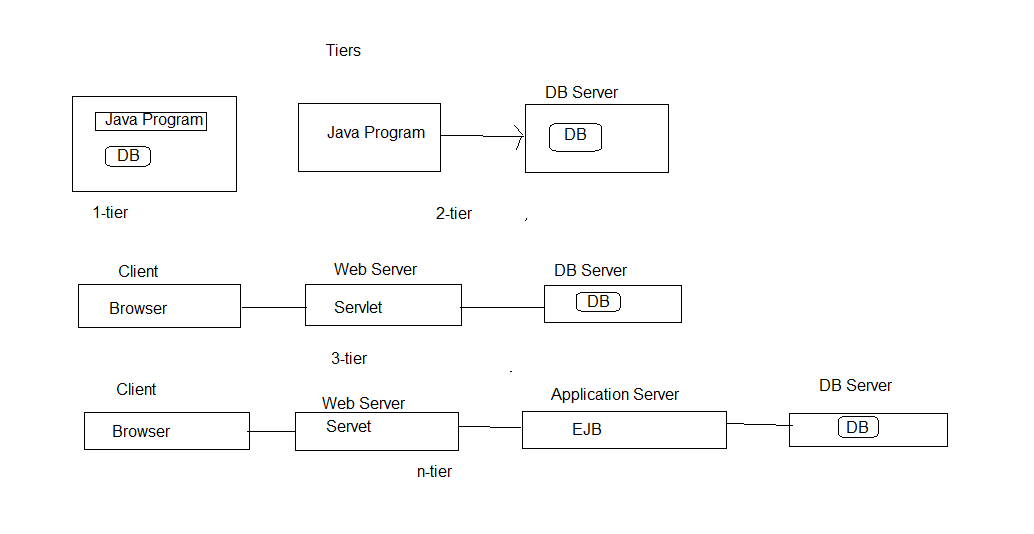 Tiers
DB Server
Java Program
DB
Java Program
DB
1-tier
2-tier
Client
Web Server
DB Server
Browser
Servlet
DB
3-tier
Client
Web Server
Application Server
DB Server
Browser
Servet
EJB
DB
n-tier